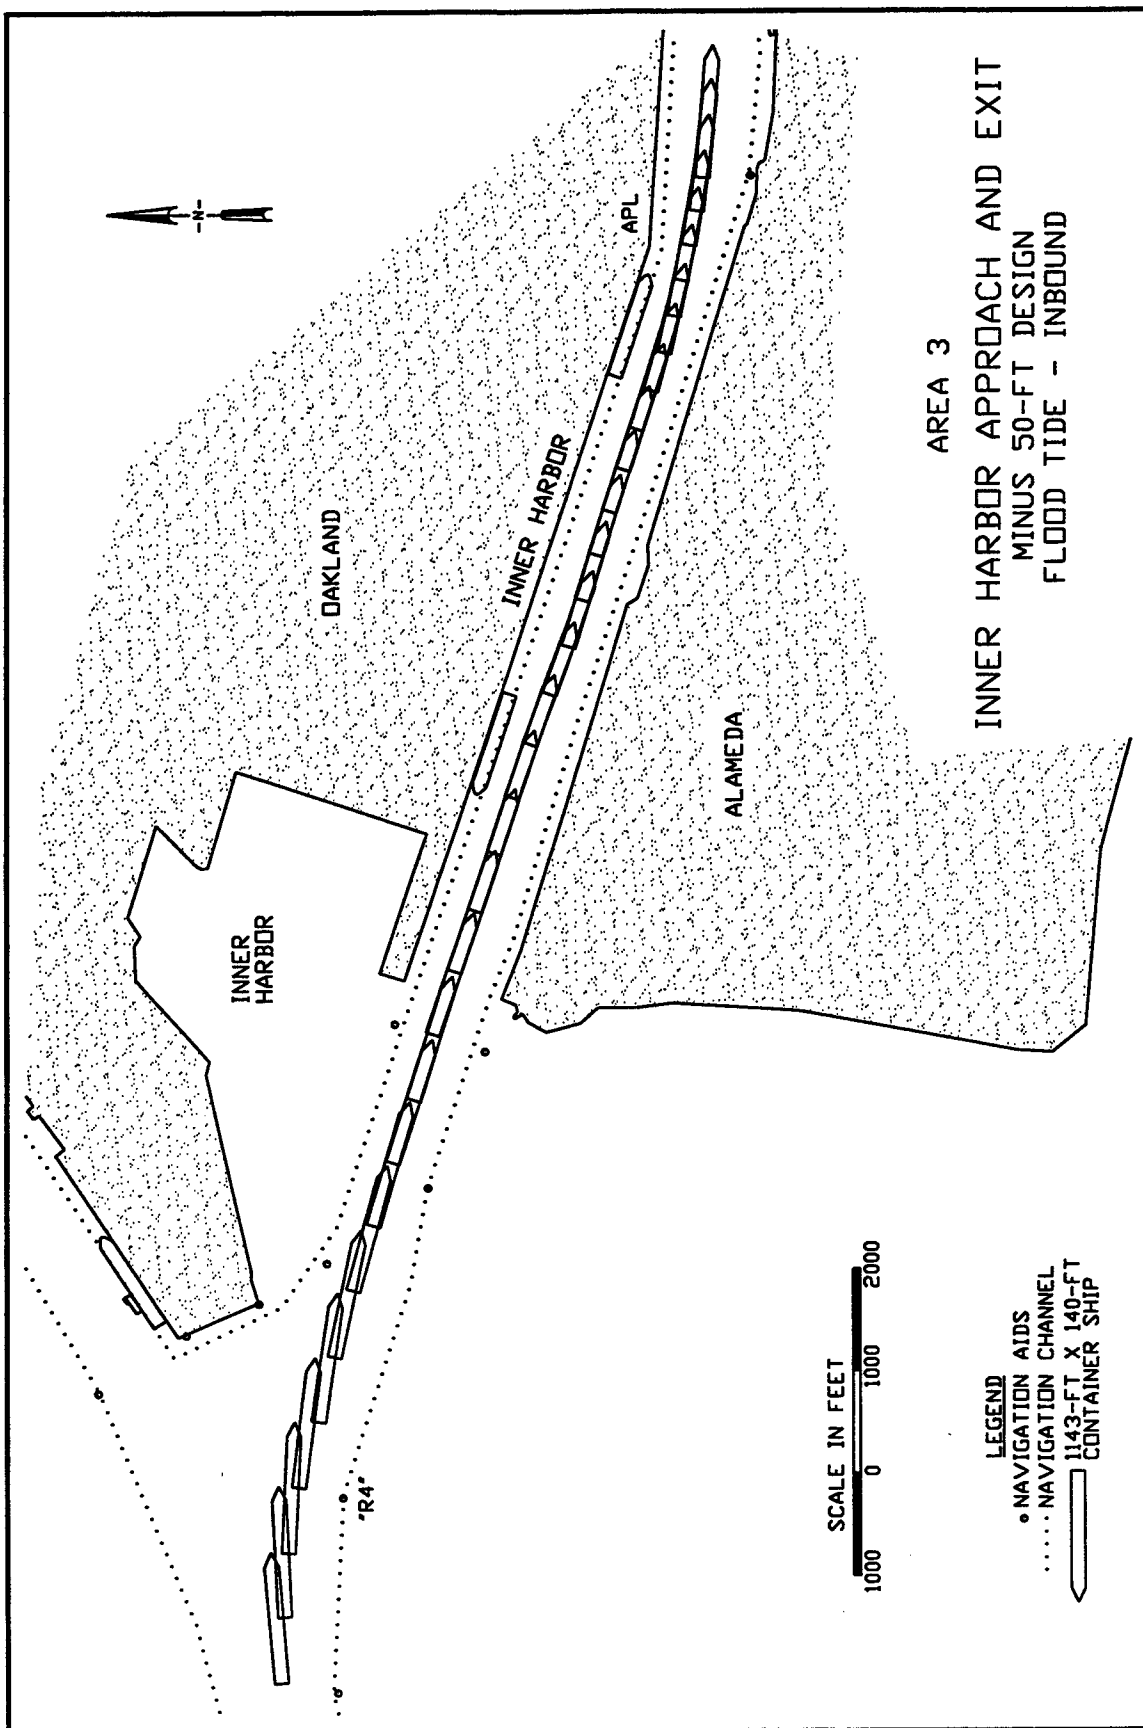 -N-
APL
OAKLAND
INNER HARBOR
INNER
HARBOR
ALAMEDA
"R4"
AREA 3
INNER HARBOR APPROACH AND EXIT
MINUS 50-FT DESIGN
FLOOD TIDE - INBOUND
SCALE IN FEET
1000 0 1000 2000
LEGEND
NAVIGATION AIDS
NAVIGATION CHANNEL
1143-FT X 140-FT
CONTAINER SHIP